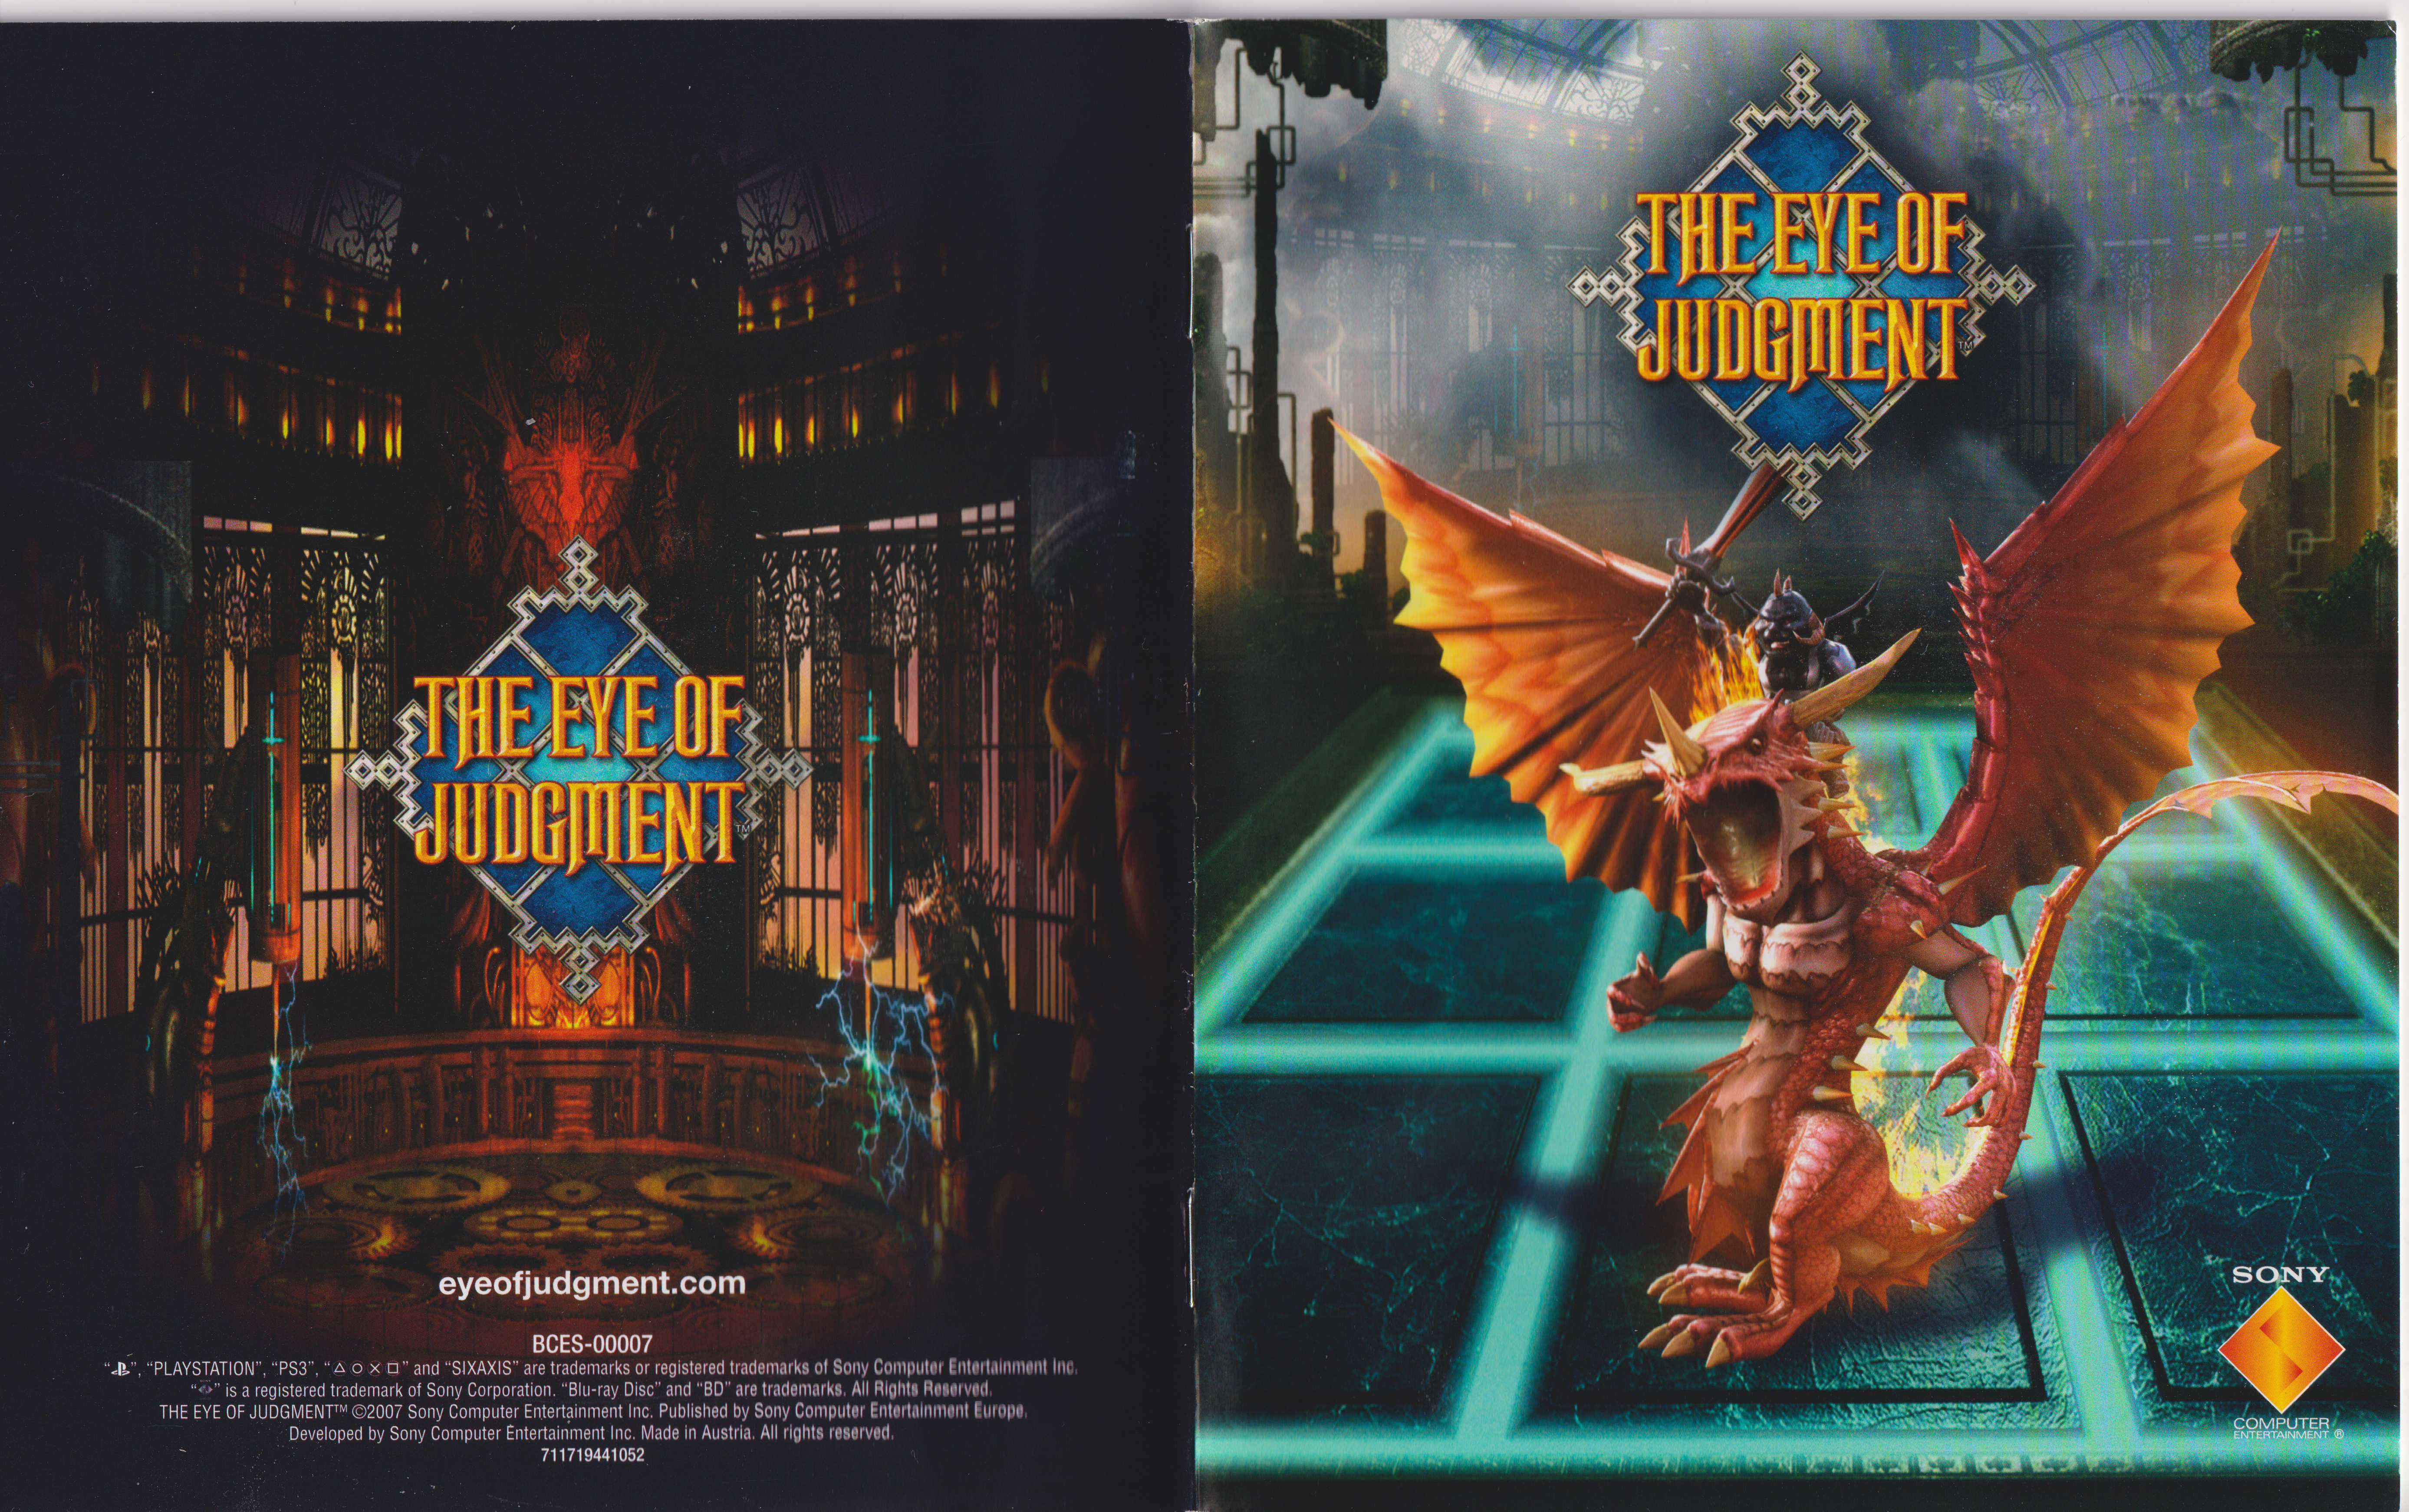 THE EYE OF
JUDGMENT™
eyeofjudgment.com
BCES-00007
“ ”, “PLAYSTATION”, “PS3”, “△○×□” and “SIXAXIS” are trademarks or registered trademarks of Sony Computer Entertainment Inc.
“ ” is a registered trademark of Sony Corporation. “Blu-ray Disc” and “BD” are trademarks. All Rights Reserved.
THE EYE OF JUDGMENT™ ©2007 Sony Computer Entertainment Inc. Published by Sony Computer Entertainment Europe.
Developed by Sony Computer Entertainment Inc. Made in Austria. All rights reserved.
711719441052
THE EYE OF
JUDGMENT™
SONY
COMPUTER
ENTERTAINMENT ®